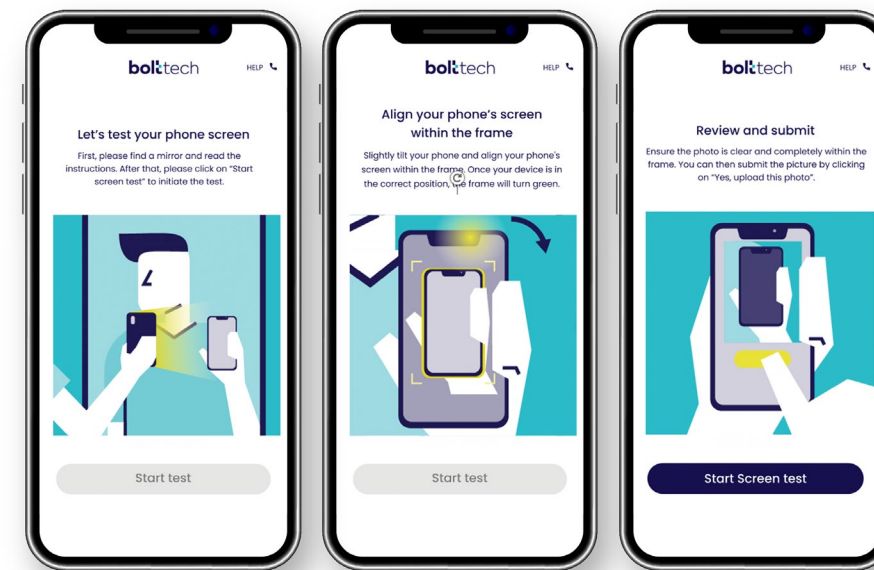 bolttech
HELP
Let's test your phone screen
First, please find a mirror and read the
instructions. After that, please click on "Start
screen test" to initiate the test.
Start test
bolttech
HELP
Align your phone's screen
within the frame
Slightly tilt your phone and align your phone's
screen within the frame. Once your device is in
the correct position, the frame will turn green.
Start test
bolttech
HELP
Review and submit
Ensure the photo is clear and completely within the
frame. You can then submit the picture by clicking
on "Yes, upload this photo".
Start Screen test